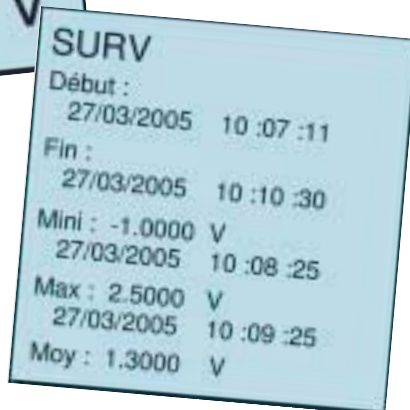 V
SURV
Début :
27/03/2005 10 :07 :11
Fin :
27/03/2005 10 :10 :30
Mini : -1.0000 V
27/03/2005 10 :08 :25
Max : 2.5000 V
27/03/2005 10 :09 :25
Moy : 1.3000 V